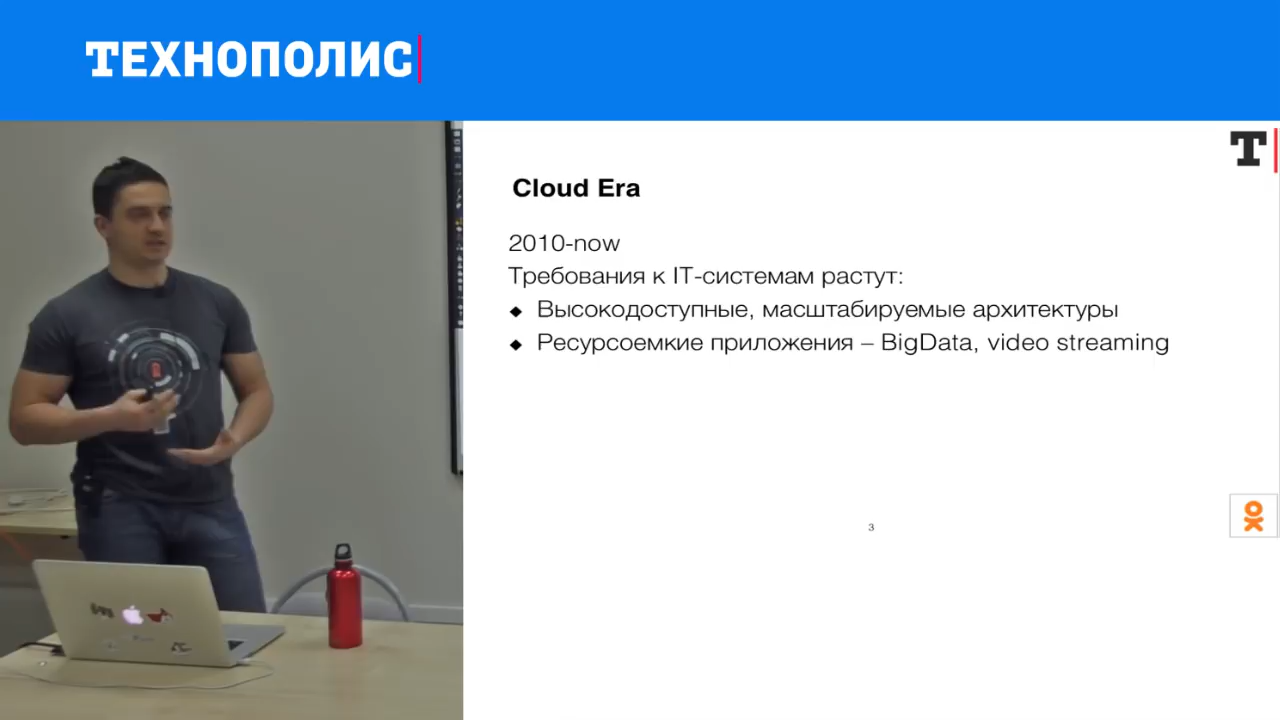 ТЕХНОПОЛИС
T
Cloud Era
2010-now
Требования к IT-системам растут:
Высокодоступные, масштабируемые архитектуры
Ресурсоемкие приложения – BigData, video streaming
3